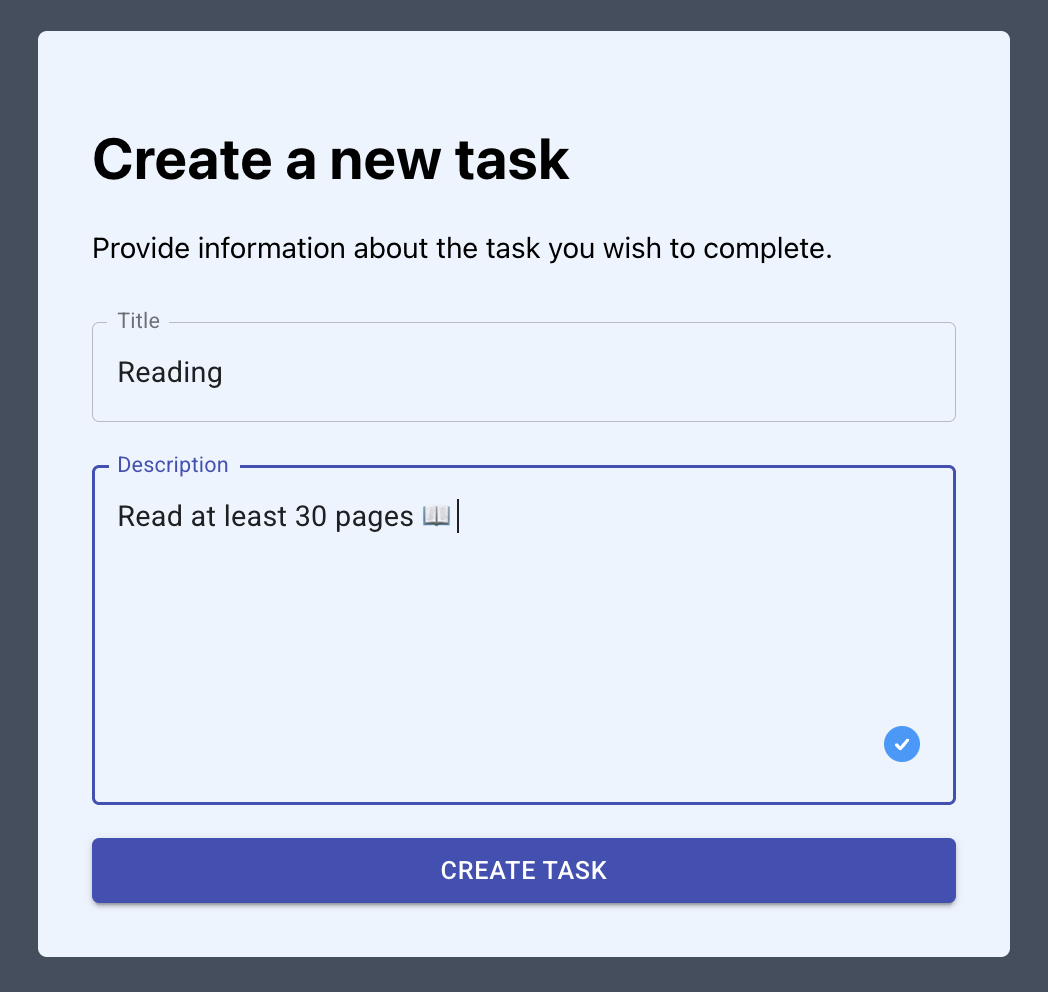 Create a new task
Provide information about the task you wish to complete.
Title
Reading
Description
Read at least 30 pages 📖
CREATE TASK